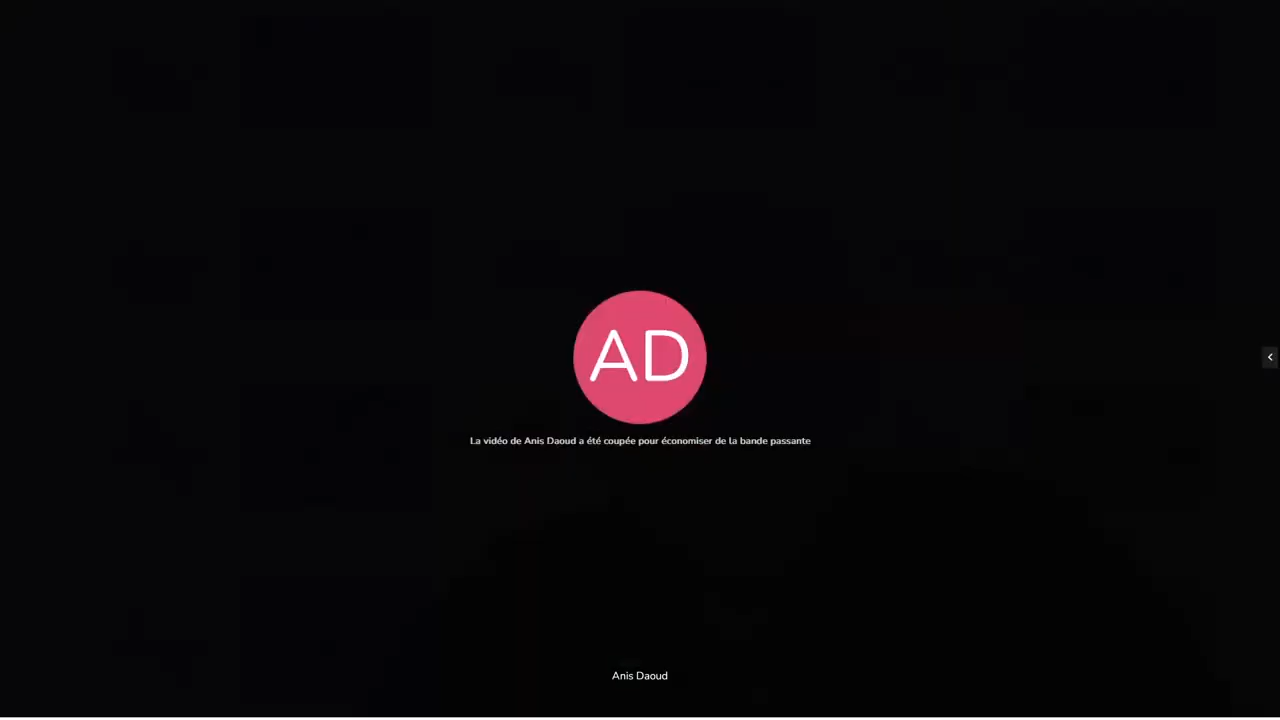 AD
La vidéo de Anis Daoud a été coupée pour économiser de la bande passante
Anis Daoud